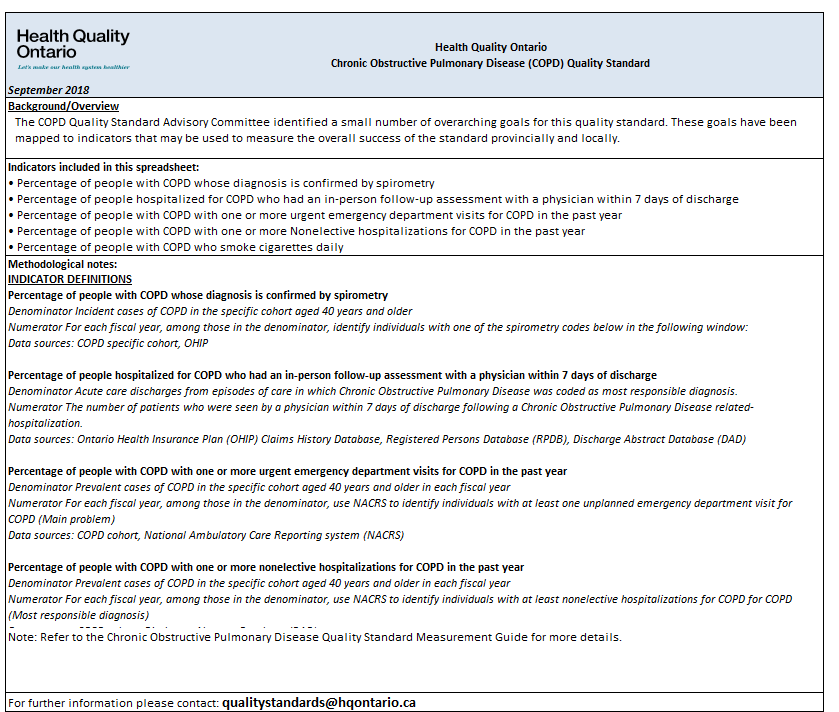 Health Quality
Ontario
Let's make our health system healthier
Health Quality Ontario
Chronic Obstructive Pulmonary Disease (COPD) Quality Standard
September 2018
Background/Overview
The COPD Quality Standard Advisory Committee identified a small number of overarching goals for this quality standard. These goals have been
mapped to indicators that may be used to measure the overall success of the standard provincially and locally.
Indicators included in this spreadsheet:
• Percentage of people with COPD whose diagnosis is confirmed by spirometry
• Percentage of people hospitalized for COPD who had an in-person follow-up assessment with a physician within 7 days of discharge
• Percentage of people with COPD with one or more urgent emergency department visits for COPD in the past year
• Percentage of people with COPD with one or more Nonelective hospitalizations for COPD in the past year
• Percentage of people with COPD who smoke cigarettes daily
Methodological notes:
INDICATOR DEFINITIONS
Percentage of people with COPD whose diagnosis is confirmed by spirometry
Denominator Incident cases of COPD in the specific cohort aged 40 years and older
Numerator For each fiscal year, among those in the denominator, identify individuals with one of the spirometry codes below in the following window:
Data sources: COPD specific cohort, OHIP
Percentage of people hospitalized for COPD who had an in-person follow-up assessment with a physician within 7 days of discharge
Denominator Acute care discharges from episodes of care in which Chronic Obstructive Pulmonary Disease was coded as most responsible diagnosis.
Numerator The number of patients who were seen by a physician within 7 days of discharge following a Chronic Obstructive Pulmonary Disease related-
hospitalization.
Data sources: Ontario Health Insurance Plan (OHIP) Claims History Database, Registered Persons Database (RPDB), Discharge Abstract Database (DAD)
Percentage of people with COPD with one or more urgent emergency department visits for COPD in the past year
Denominator Prevalent cases of COPD in the specific cohort aged 40 years and older in each fiscal year
Numerator For each fiscal year, among those in the denominator, use NACRS to identify individuals with at least one unplanned emergency department visit for
COPD (Main problem)
Data sources: COPD cohort, National Ambulatory Care Reporting system (NACRS)
Percentage of people with COPD with one or more nonelective hospitalizations for COPD in the past year
Denominator Prevalent cases of COPD in the specific cohort aged 40 years and older in each fiscal year
Numerator For each fiscal year, among those in the denominator, use NACRS to identify individuals with at least nonelective hospitalizations for COPD for COPD
(Most responsible diagnosis)
Note: Refer to the Chronic Obstructive Pulmonary Disease Quality Standard Measurement Guide for more details.
For further information please contact: qualitystandards@hqontario.ca